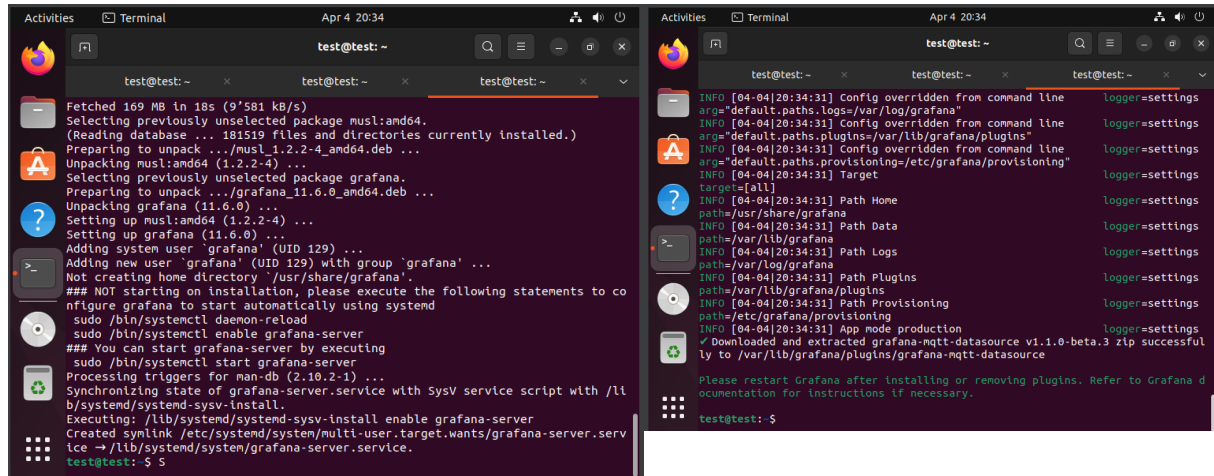 Activities
Terminal
Apr 4 20:34
test@test: ~
test@test: ~
test@test: ~
test@test: ~
Fetched 169 MB in 18s (9’581 kB/s)
Selecting previously unselected package musl:amd64.
(Reading database ... 181519 files and directories currently installed.)
Preparing to unpack .../musl_1.2.2-4_amd64.deb ...
Unpacking musl:amd64 (1.2.2-4) ...
Selecting previously unselected package grafana.
Preparing to unpack .../grafana_11.6.0_amd64.deb ...
Unpacking grafana (11.6.0) ...
Setting up musl:amd64 (1.2.2-4) ...
Setting up grafana (11.6.0) ...
Adding system user `grafana' (UID 129) ...
Adding new user `grafana' (UID 129) with group `grafana' ...
Not creating home directory `/usr/share/grafana'.
### NOT starting on installation, please execute the following statements to co
nfigure grafana to start automatically using systemd
 sudo /bin/systemctl daemon-reload
 sudo /bin/systemctl enable grafana-server
### You can start grafana-server by executing
 sudo /bin/systemctl start grafana-server
Processing triggers for man-db (2.10.2-1) ...
Synchronizing state of grafana-server.service with SysV service script with /li
b/systemd/systemd-sysv-install.
Executing: /lib/systemd/systemd-sysv-install enable grafana-server
Created symlink /etc/systemd/system/multi-user.target.wants/grafana-server.serv
ice → /lib/systemd/system/grafana-server.service.
test@test:~$ S
Activities
Terminal
Apr 4 20:34
test@test: ~
test@test: ~
test@test: ~
test@test: ~
INFO [04-04|20:34:31] Config overridden from command line logger=settings
arg="default.paths.logs=/var/log/grafana"
INFO [04-04|20:34:31] Config overridden from command line logger=settings
arg="default.paths.plugins=/var/lib/grafana/plugins"
INFO [04-04|20:34:31] Config overridden from command line logger=settings
arg="default.paths.provisioning=/etc/grafana/provisioning"
INFO [04-04|20:34:31] Target logger=settings
target=[all]
INFO [04-04|20:34:31] Path Home logger=settings
path=/usr/share/grafana
INFO [04-04|20:34:31] Path Data logger=settings
path=/var/lib/grafana
INFO [04-04|20:34:31] Path Logs logger=settings
path=/var/log/grafana
INFO [04-04|20:34:31] Path Plugins logger=settings
path=/var/lib/grafana/plugins
INFO [04-04|20:34:31] Path Provisioning logger=settings
path=/etc/grafana/provisioning
INFO [04-04|20:34:31] App mode production logger=settings
✔ Downloaded and extracted grafana-mqtt-datasource v1.1.0-beta.3 zip successful
ly to /var/lib/grafana/plugins/grafana-mqtt-datasource
Please restart Grafana after installing or removing plugins. Refer to Grafana d
ocumentation for instructions if necessary.
test@test:~$